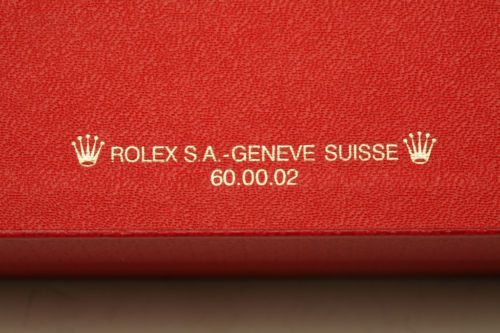 ROLEX S.A.-GENEVE SUISSE
60.00.02